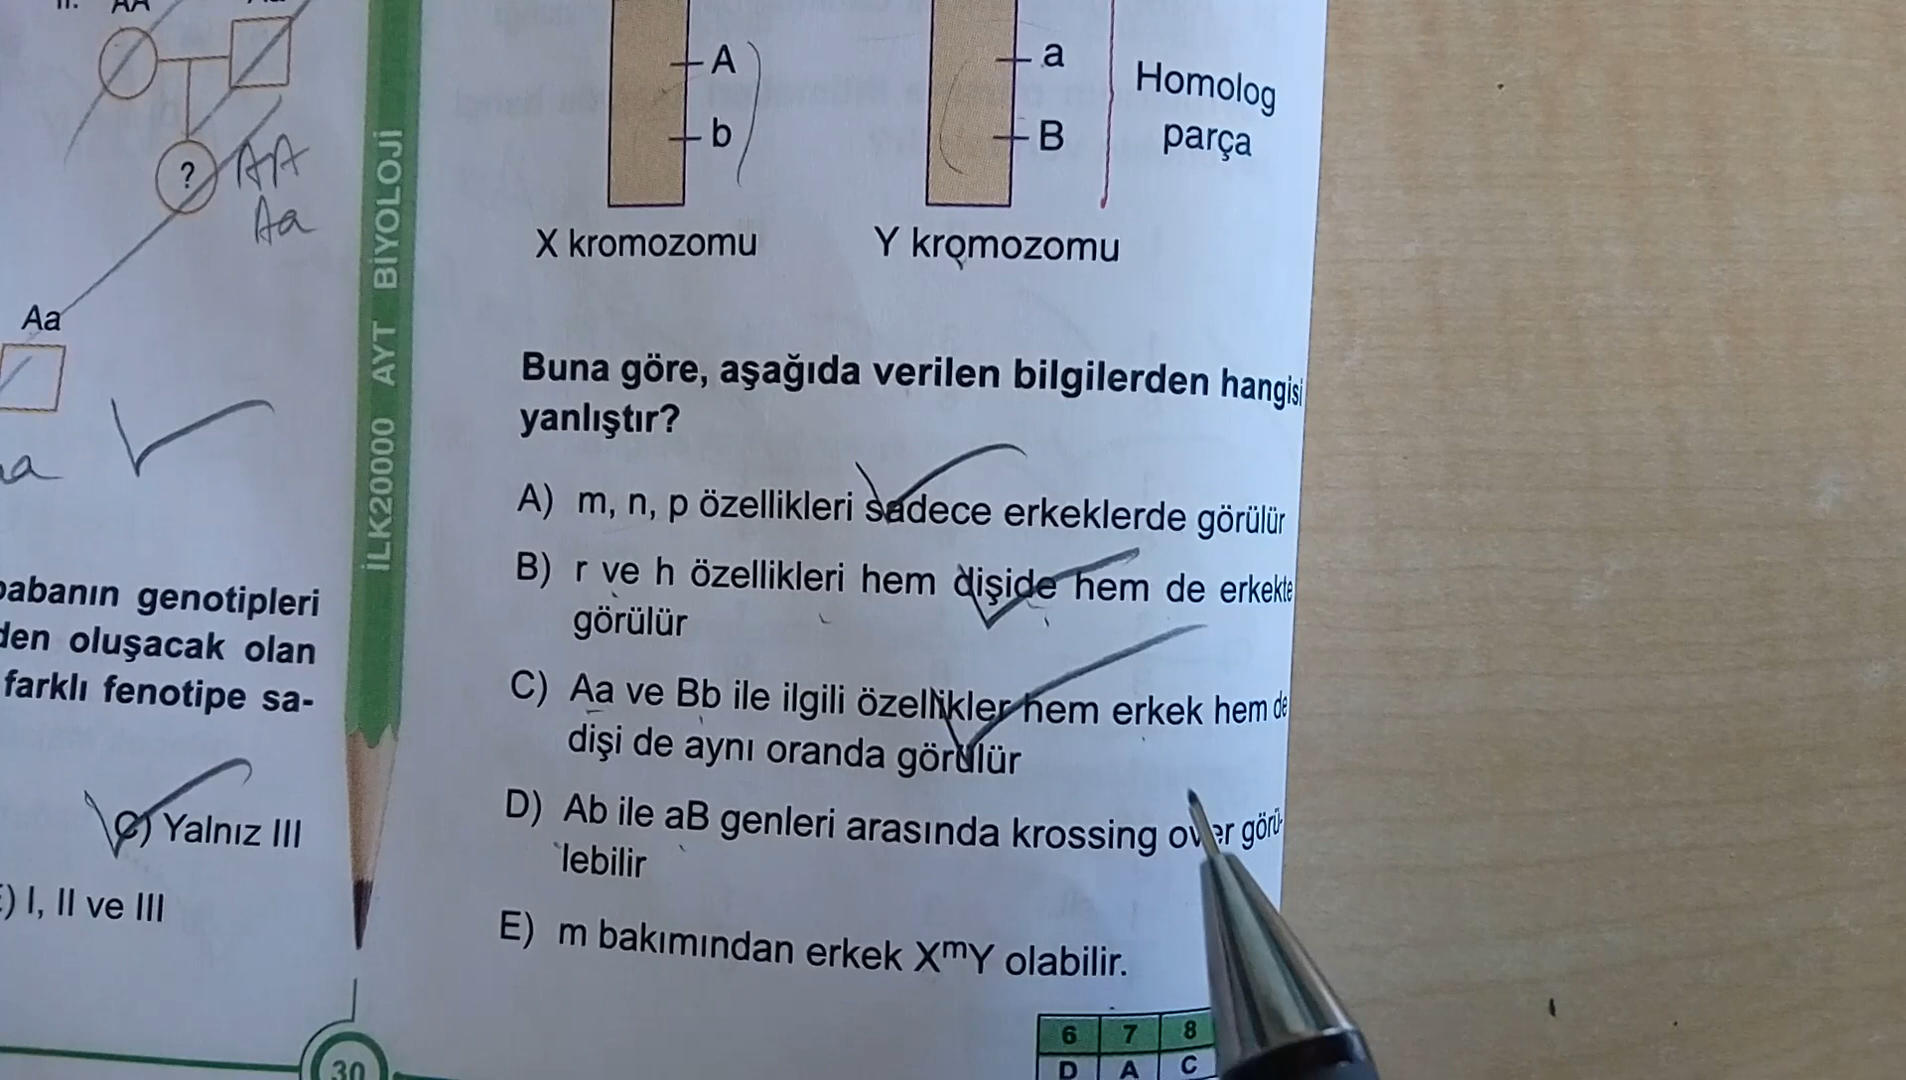 II. AA
?
AA
Aa
Aa
a
babanın genotipleri
den oluşacak olan
farklı fenotipe sa-
C) Yalnız III
E) I, II ve III
İLK20000 AYT BİYOLOJİ
30
A
b
X kromozomu
a
B
Y kromozomu
Homolog
parça
Buna göre, aşağıda verilen bilgilerden hangisi
yanlıştır?
A) m, n, p özellikleri sadece erkeklerde görülür
B) r ve h özellikleri hem dişide hem de erkekte
görülür
C) Aa ve Bb ile ilgili özellikler hem erkek hem de
dişi de aynı oranda görülür
D) Ab ile aB genleri arasında krossing over görü-
lebilir
E) m bakımından erkek XᵐY olabilir.
6 7 8
D A C